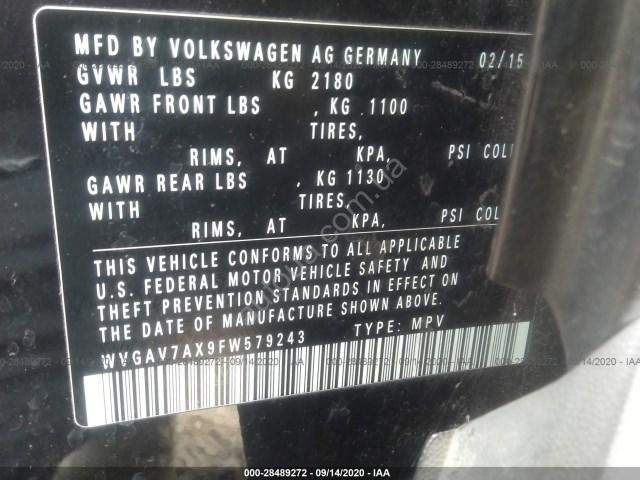 MFD BY VOLKSWAGEN AG GERMANY 02/15
GVWR LBS KG 2180
GAWR FRONT LBS , KG 1100
WITH TIRES,
RIMS, AT KPA, PSI COL
GAWR REAR LBS , KG 1130
WITH TIRES,
RIMS, AT KPA, PSI COL
THIS VEHICLE CONFORMS TO ALL APPLICABLE
U.S. FEDERAL MOTOR VEHICLE SAFETY AND
THEFT PREVENTION STANDARDS IN EFFECT ON
THE DATE OF MANUFACTURE SHOWN ABOVE.
WVGAV7AX9FW579243 TYPE: MPV
000-28489272 - 09/14/2020 - IAA